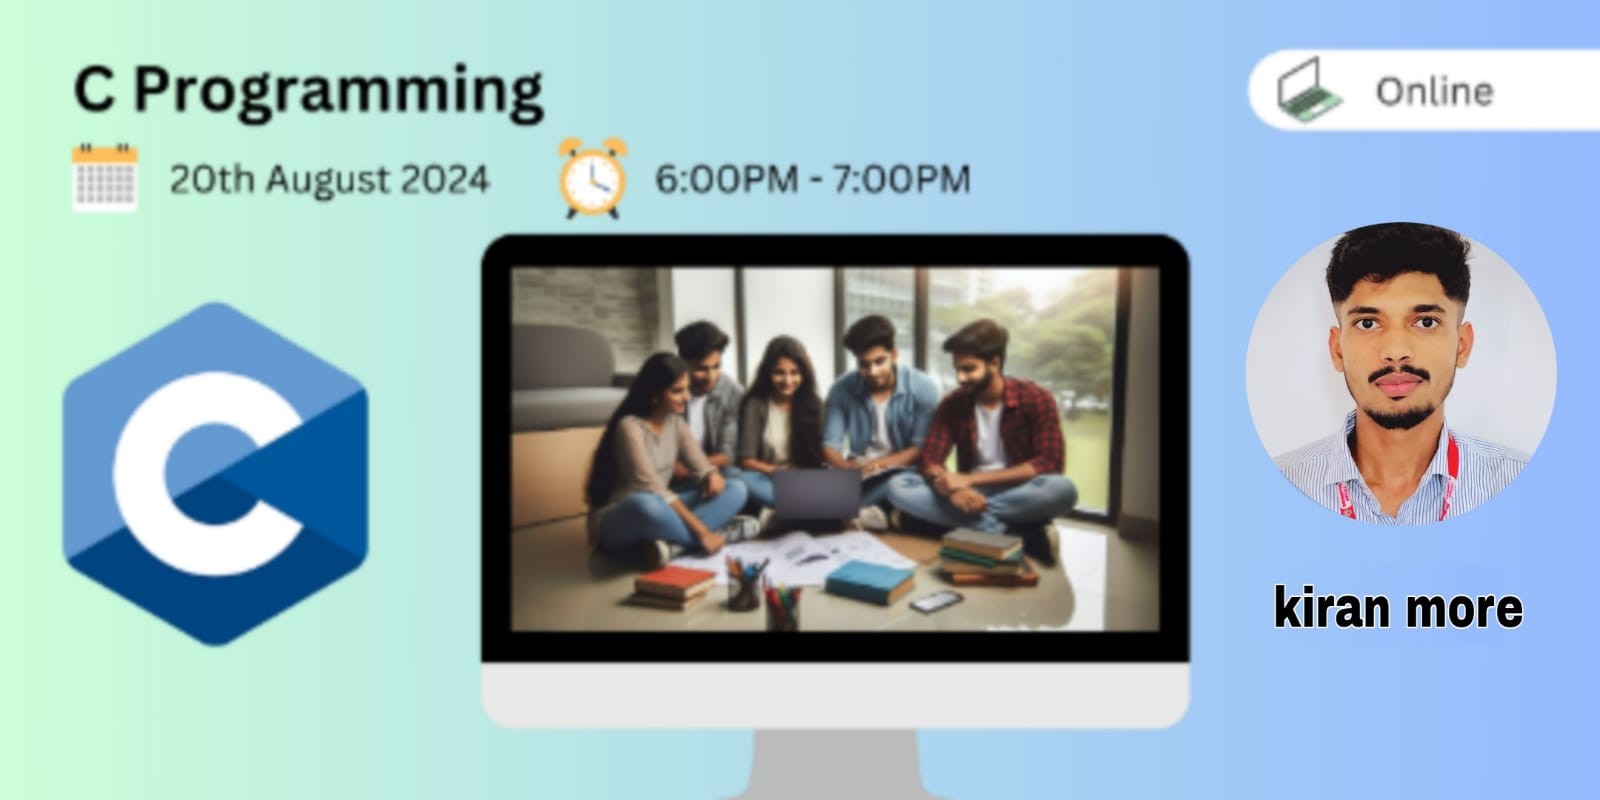 C Programming
Online
20th August 2024
6:00PM - 7:00PM
C
kiran more